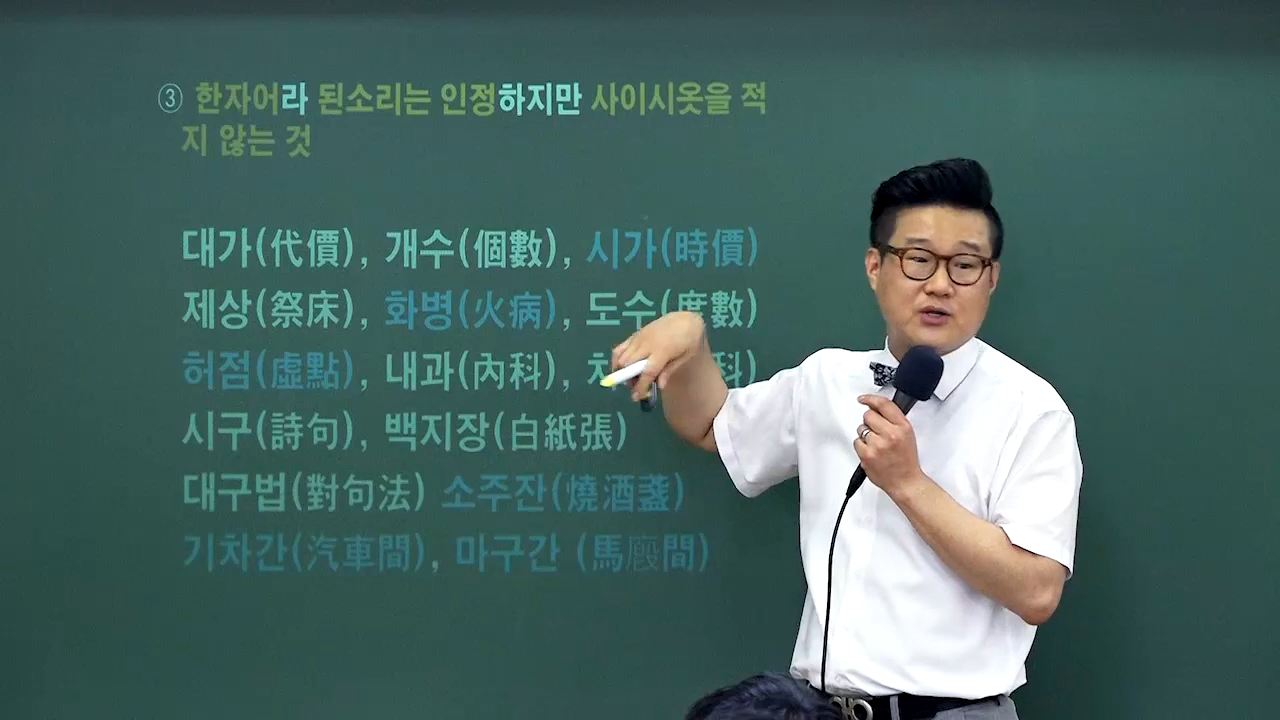 ③ 한자어라 된소리는 인정하지만 사이시옷을 적
지 않는 것
대가(代價), 개수(個數), 시가(時價)
제상(祭床), 화병(火病), 도수(度數)
허점(虛點), 내과(內科), 科)
시구(詩句), 백지장(白紙張)
대구법(對句法) 소주잔(燒酒盞)
기차간(汽車間), 마구간 (馬廏間)